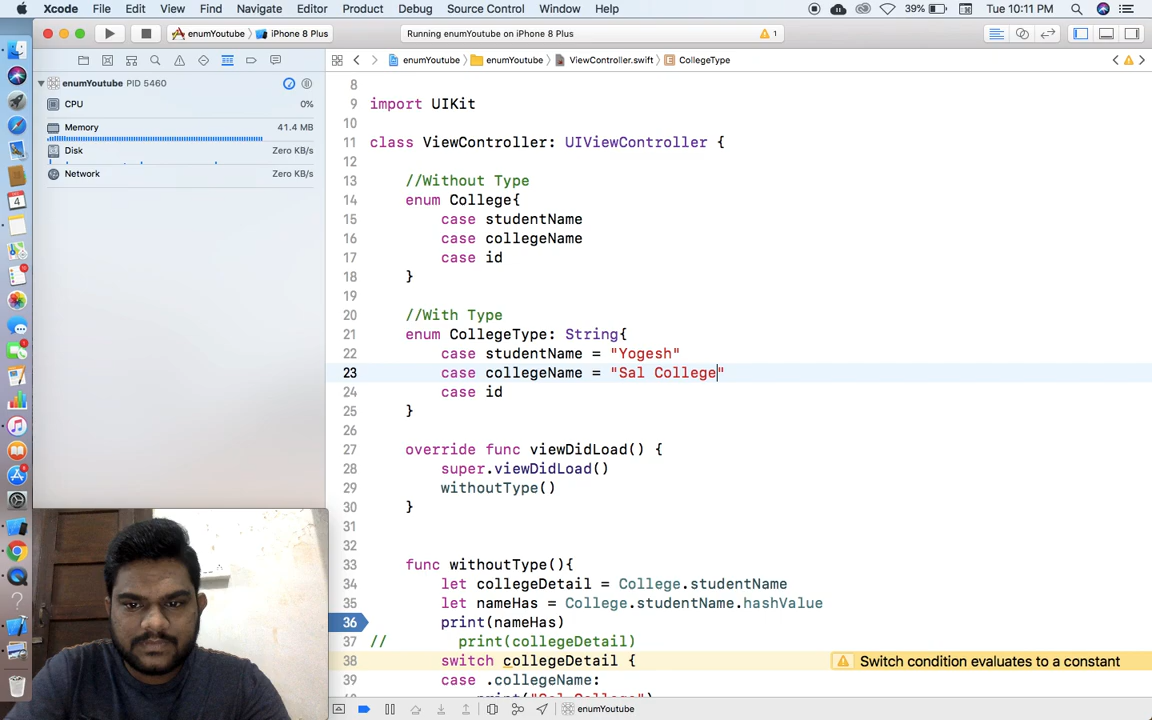 Xcode File Edit View Find Navigate Editor Product Debug Source Control Window Help 39% Tue 10:11 PM
enumYoutube iPhone 8 Plus Running enumYoutube on iPhone 8 Plus 1
enumYoutube enumYoutube ViewController.swift CollegeType
enumYoutube PID 5460
CPU 0%
Memory 41.4 MB
Disk Zero KB/s
Network Zero KB/s
8
9 import UIKit
10
11 class ViewController: UIViewController {
12
13 //Without Type
14 enum College{
15 case studentName
16 case collegeName
17 case id
18 }
19
20 //With Type
21 enum CollegeType: String{
22 case studentName = "Yogesh"
23 case collegeName = "Sal College"
24 case id
25 }
26
27 override func viewDidLoad() {
28 super.viewDidLoad()
29 withoutType()
30 }
31
32
33 func withoutType(){
34 let collegeDetail = College.studentName
35 let nameHas = College.studentName.hashValue
36 print(nameHas)
37 // print(collegeDetail)
38 switch collegeDetail { Switch condition evaluates to a constant
39 case .collegeName:
print("Sal College")
enumYoutube